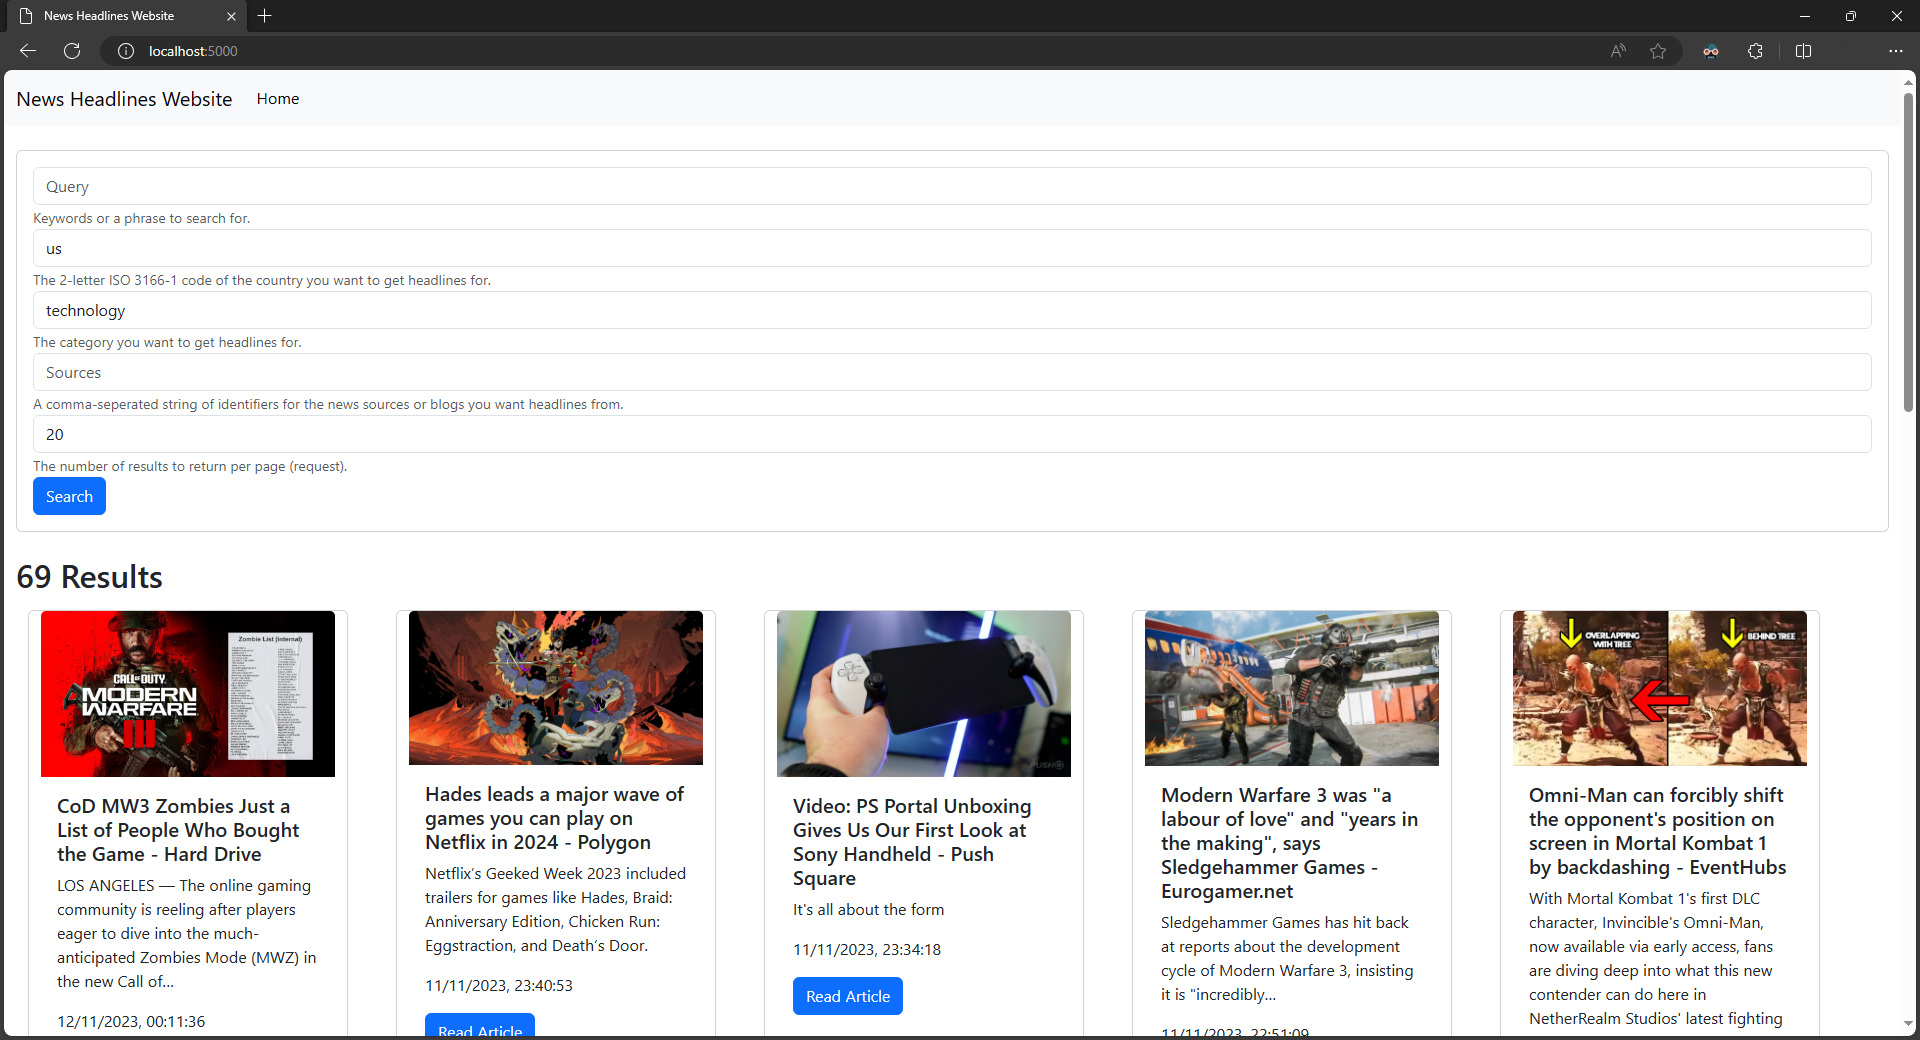 News Headlines Website
localhost:5000
News Headlines Website Home
Query
Keywords or a phrase to search for.
us
The 2-letter ISO 3166-1 code of the country you want to get headlines for.
technology
The category you want to get headlines for.
Sources
A comma-seperated string of identifiers for the news sources or blogs you want headlines from.
20
The number of results to return per page (request).
Search
69 Results
Zombie List (internal)
CALL OF DUTY
MODERN
WARFARE
III
CoD MW3 Zombies Just a
List of People Who Bought
the Game - Hard Drive
LOS ANGELES — The online gaming
community is reeling after players
eager to dive into the much-
anticipated Zombies Mode (MWZ) in
the new Call of...
12/11/2023, 00:11:36
Hades leads a major wave of
games you can play on
Netflix in 2024 - Polygon
Netflix’s Geeked Week 2023 included
trailers for games like Hades, Braid:
Anniversary Edition, Chicken Run:
Eggstraction, and Death’s Door.
11/11/2023, 23:40:53
Read Article
PUSH
Video: PS Portal Unboxing
Gives Us Our First Look at
Sony Handheld - Push
Square
It's all about the form
11/11/2023, 23:34:18
Read Article
Modern Warfare 3 was "a
labour of love" and "years in
the making", says
Sledgehammer Games -
Eurogamer.net
Sledgehammer Games has hit back
at reports about the development
cycle of Modern Warfare 3, insisting
it is "incredibly...
11/11/2023, 22:51:09
OVERLAPPING
WITH TREE
BEHIND TREE
Omni-Man can forcibly shift
the opponent's position on
screen in Mortal Kombat 1
by backdashing - EventHubs
With Mortal Kombat 1's first DLC
character, Invincible's Omni-Man,
now available via early access, fans
are diving deep into what this new
contender can do here in
NetherRealm Studios' latest fighting